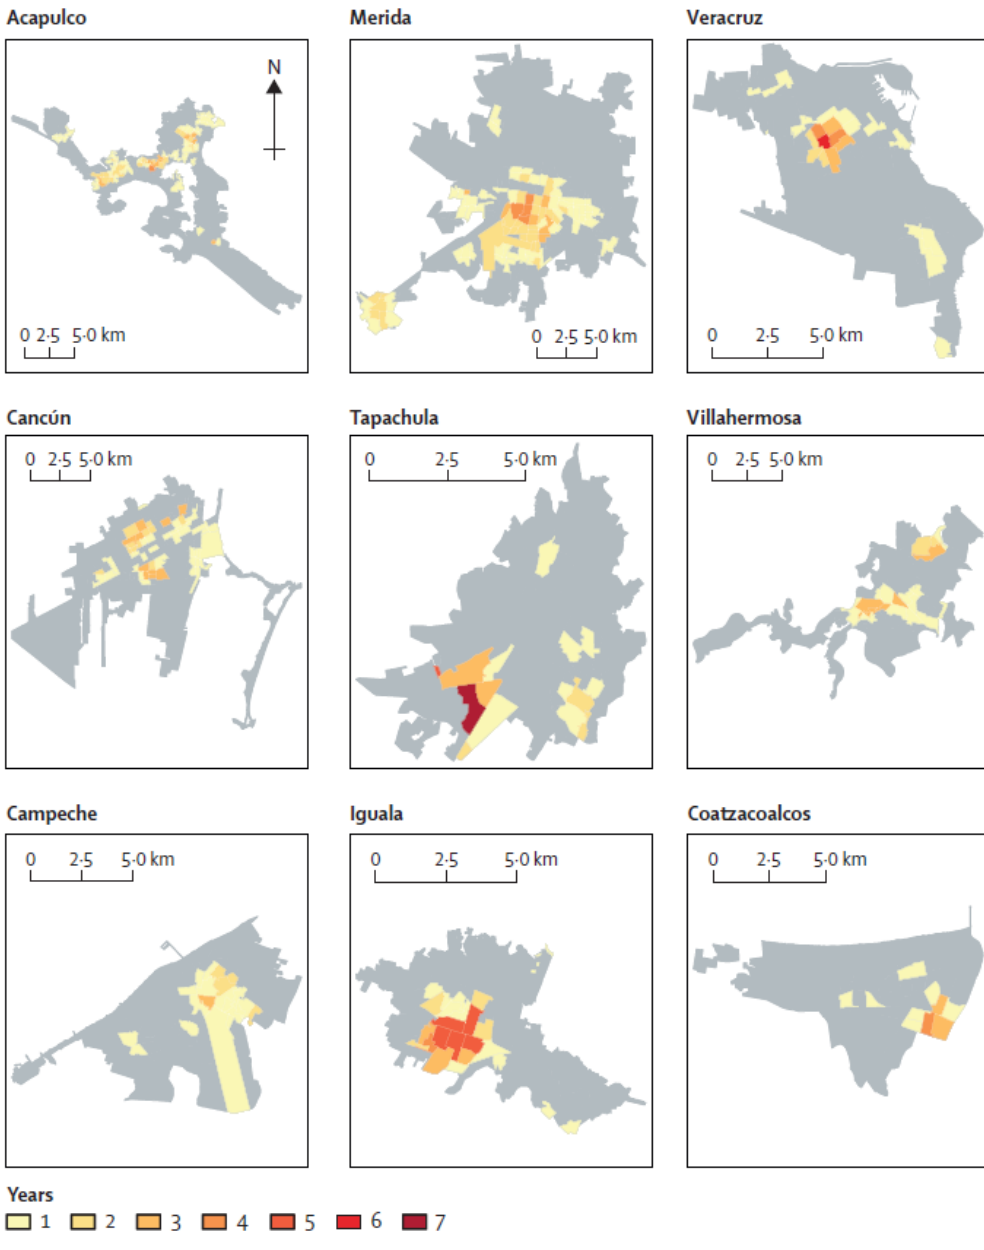 Acapulco
N
0 2·5 5·0 km
Merida
0 2·5 5·0 km
Veracruz
0 2·5 5·0 km
Cancún
0 2·5 5·0 km
Tapachula
0 2·5 5·0 km
Villahermosa
0 2·5 5·0 km
Campeche
0 2·5 5·0 km
Iguala
0 2·5 5·0 km
Coatzacoalcos
0 2·5 5·0 km
Years
1 2 3 4 5 6 7